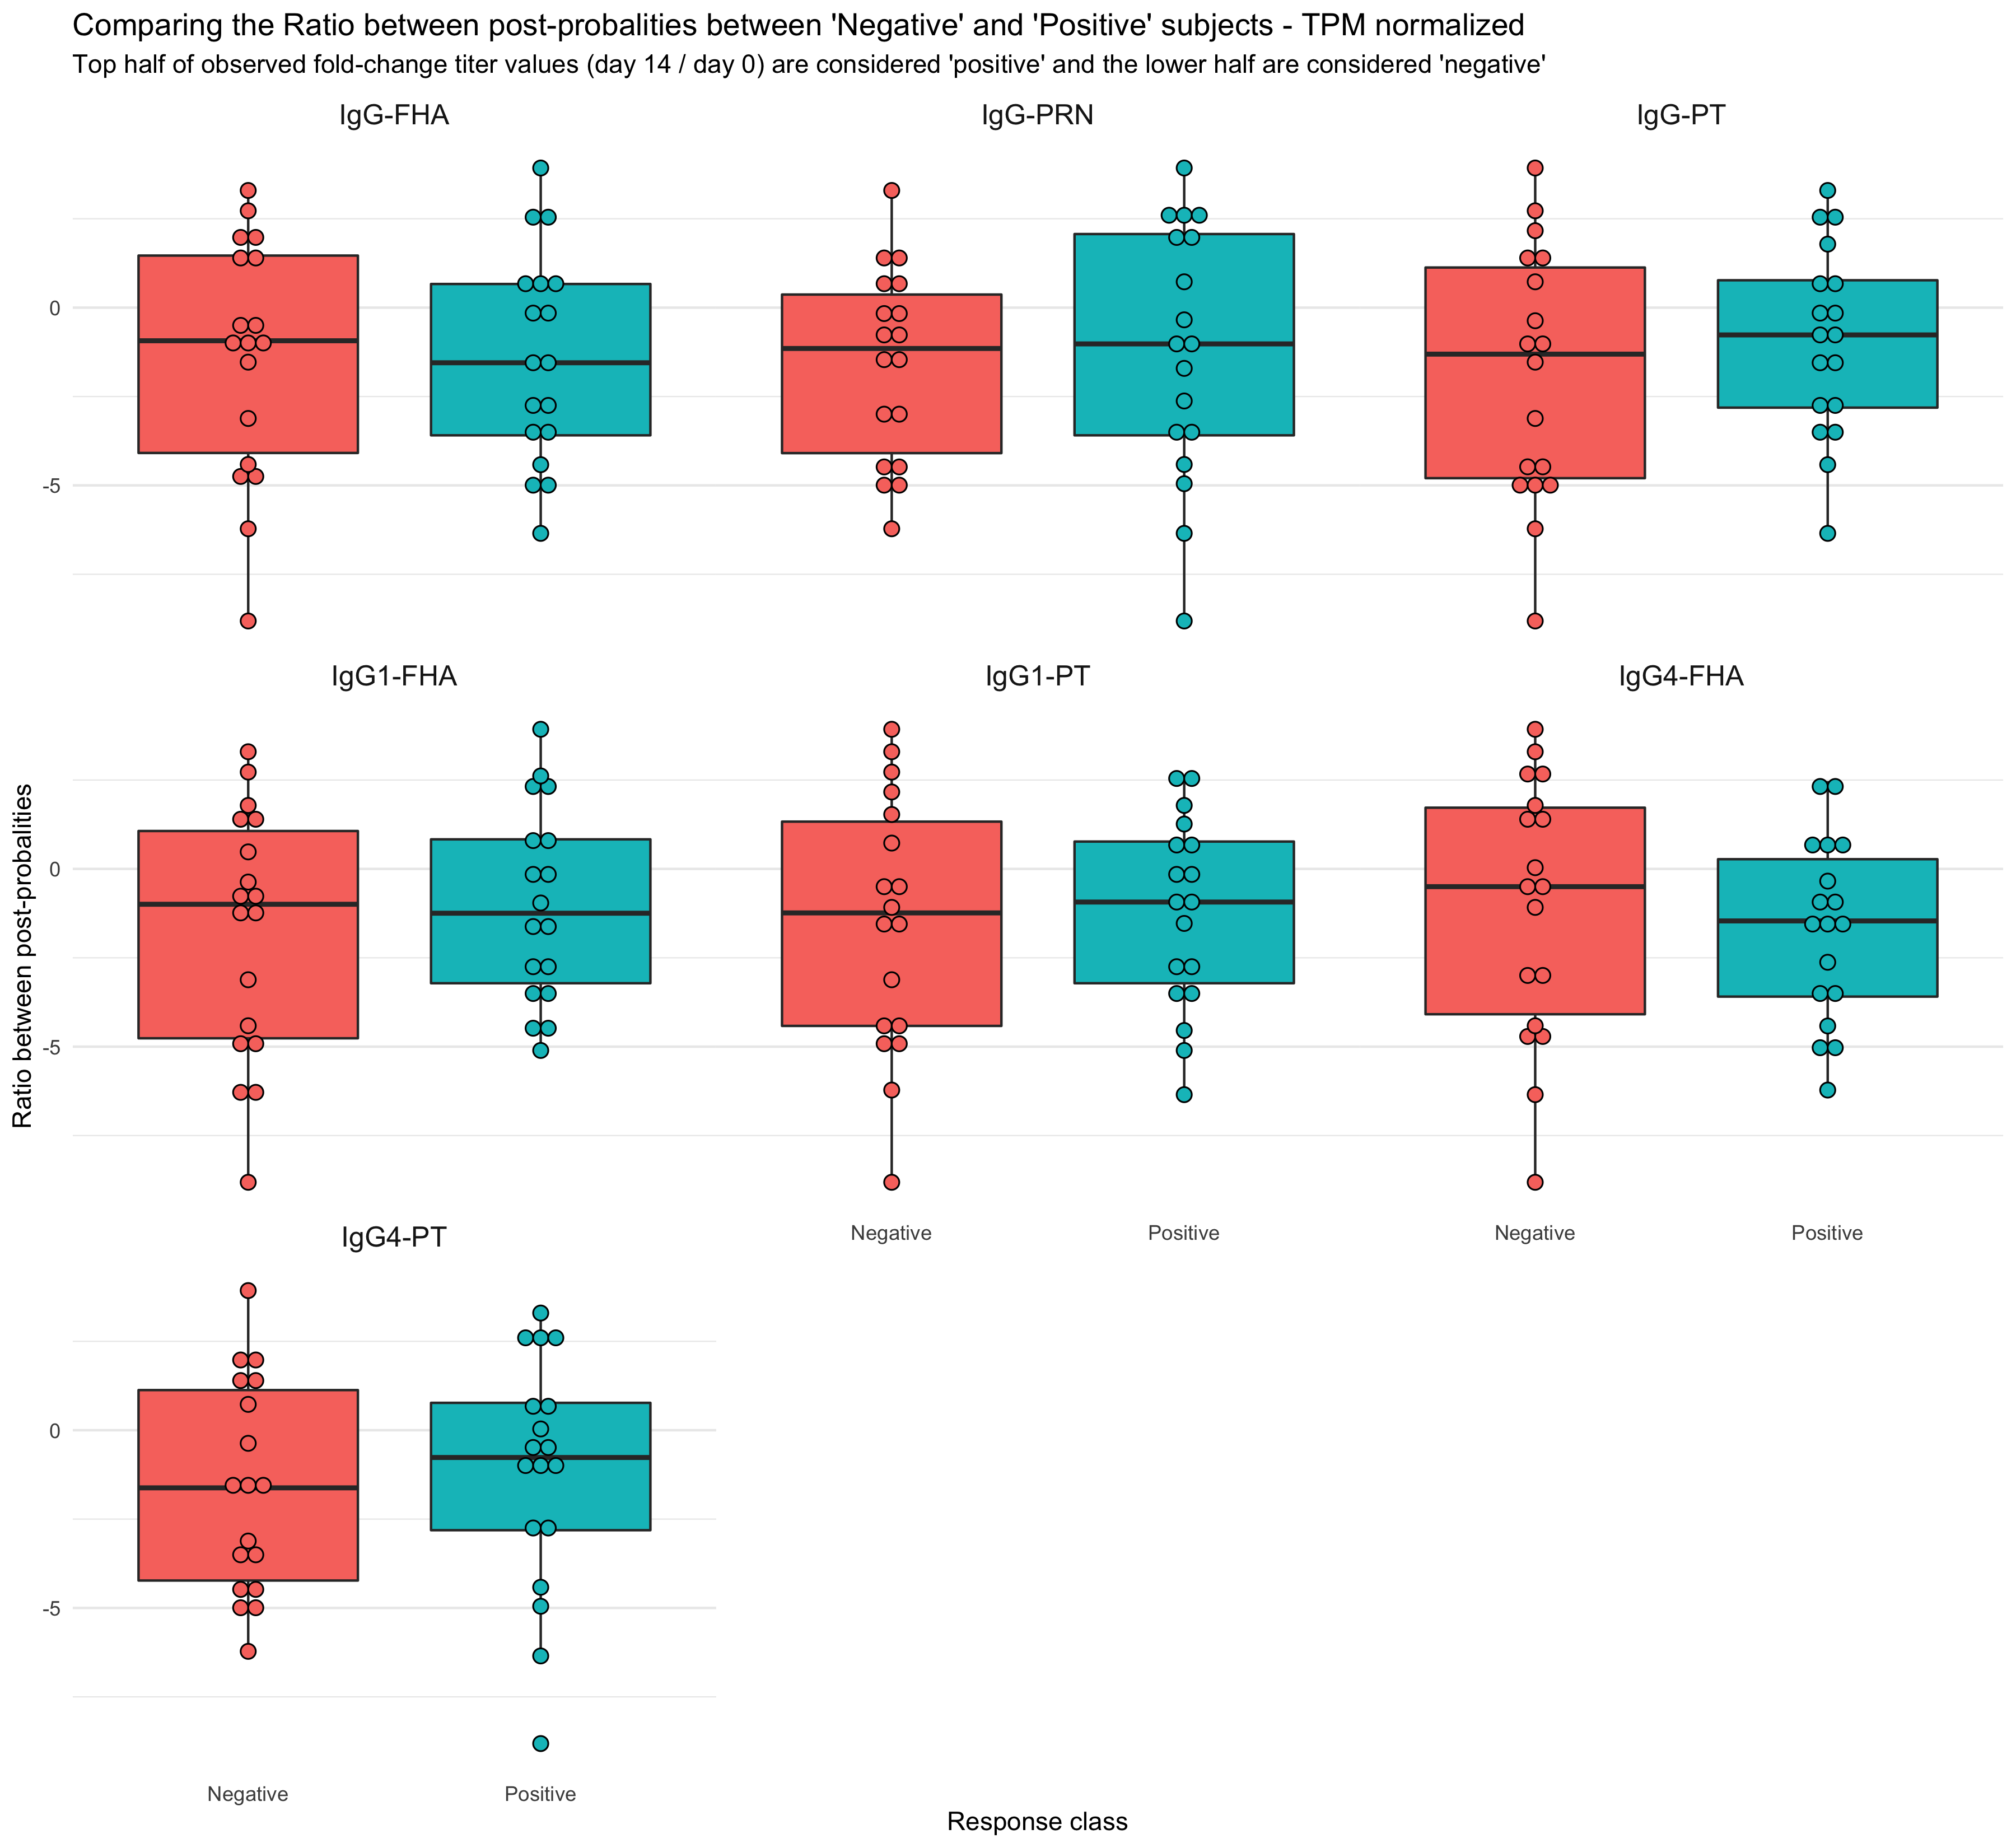 Comparing the Ratio between post-probalities between 'Negative' and 'Positive' subjects - TPM normalized
Top half of observed fold-change titer values (day 14 / day 0) are considered 'positive' and the lower half are considered 'negative'
IgG-FHA
IgG-PRN
IgG-PT
0
-5
IgG1-FHA
IgG1-PT
IgG4-FHA
0
-5
Ratio between post-probalities
Negative
Positive
Negative
Positive
IgG4-PT
0
-5
Negative
Positive
Response class